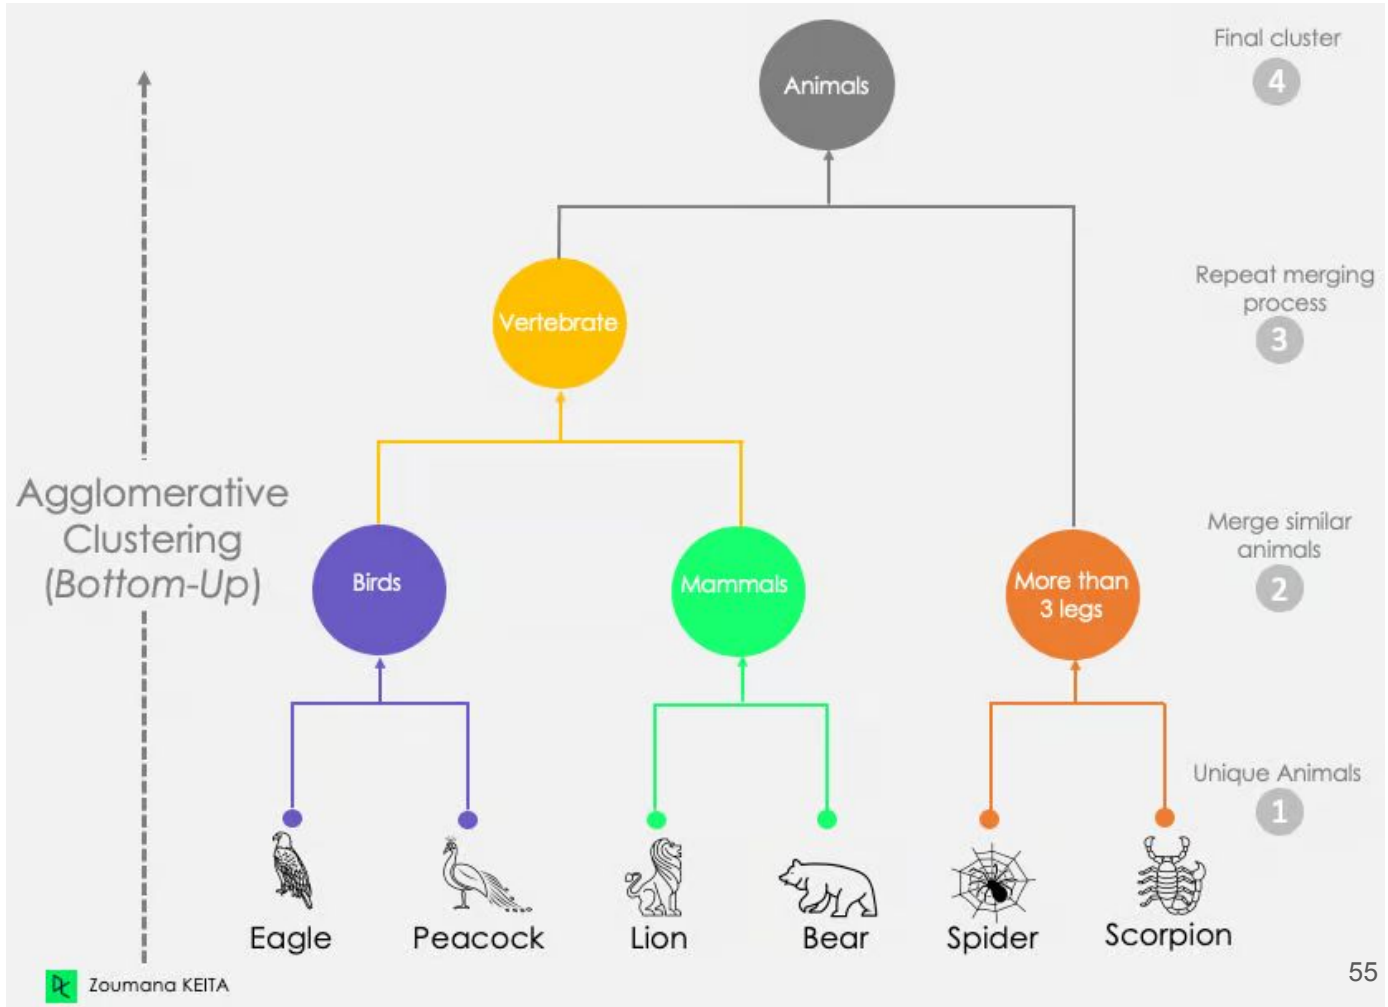 Final cluster
4
Animals
Repeat merging
process
3
Vertebrate
Agglomerative
Clustering
(Bottom-Up)
Merge similar
animals
2
Birds
Mammals
More than
3 legs
Unique Animals
1
Eagle
Peacock
Lion
Bear
Spider
Scorpion
Zoumana KEITA
55